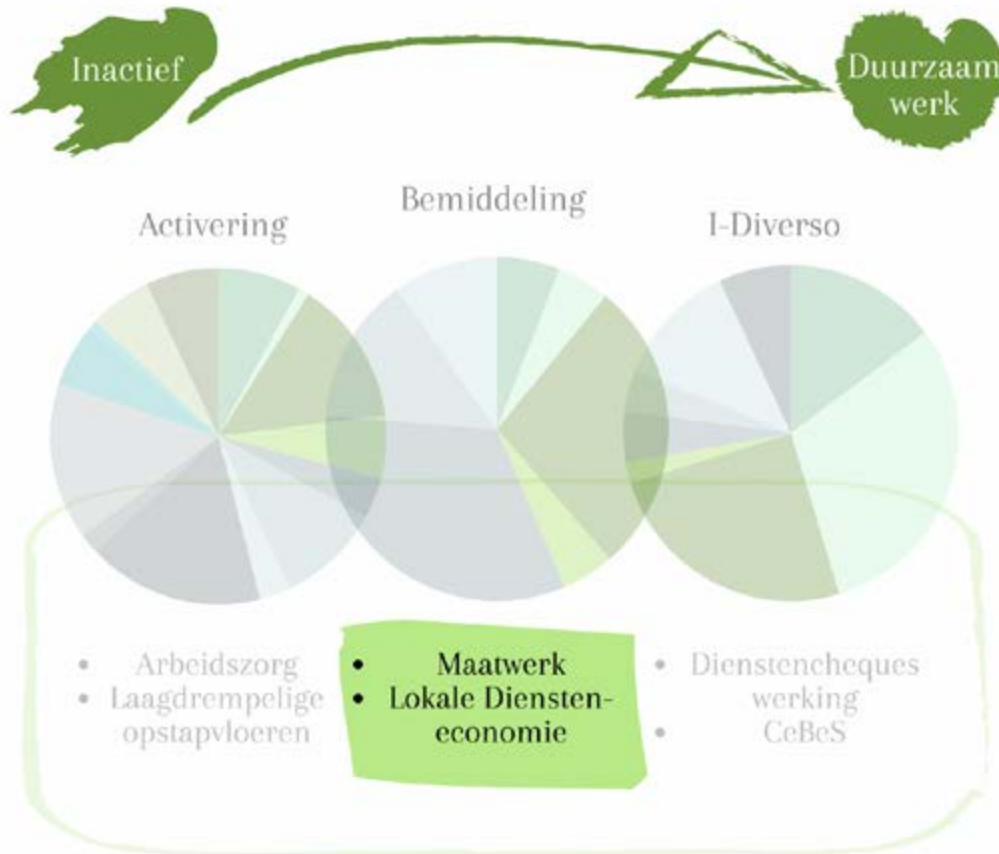 Inactief
Duurzaam
werk
Activering
Bemiddeling
I-Diverso
• Arbeidszorg
• Laagdrempelige
opstapvloeren
• Maatwerk
• Lokale Diensten-
economie
• Dienstencheques
werking
• CeBeS